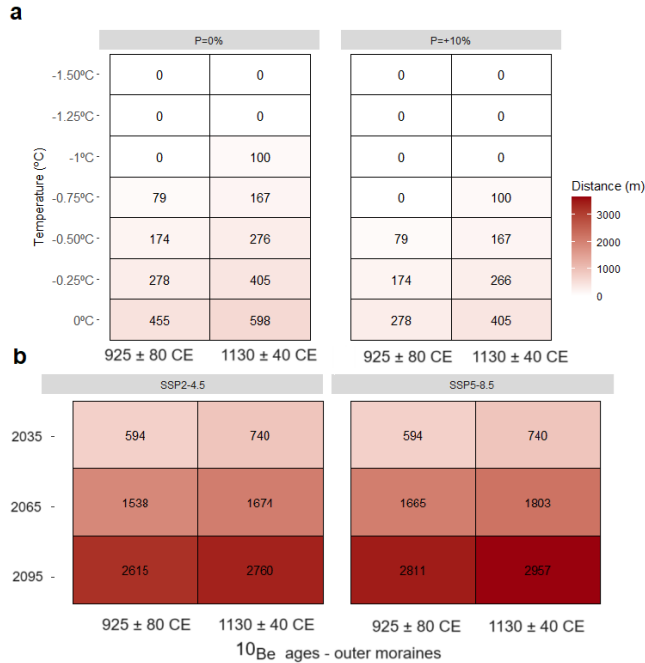 a
P=0% P=+10%
-1.50ºC 0 0 0 0
-1.25ºC 0 0 0 0
-1ºC 0 100 0 0
-0.75ºC 79 167 0 100
-0.50ºC 174 276 79 167
-0.25ºC 278 405 174 266
0ºC 455 598 278 405
Temperature (ºC)
Distance (m)
3000
2000
1000
0
925 ± 80 CE 1130 ± 40 CE 925 ± 80 CE 1130 ± 40 CE
b
SSP2-4.5 SSP5-8.5
2035 594 740 594 740
2065 1538 1674 1665 1803
2095 2615 2760 2811 2957
925 ± 80 CE 1130 ± 40 CE 925 ± 80 CE 1130 ± 40 CE
10Be ages - outer moraines